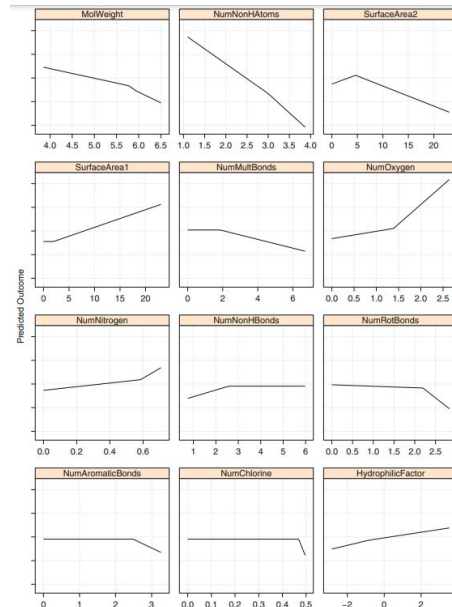 MolWeight NumNonHAtoms SurfaceArea2
4.0 4.5 5.0 5.5 6.0 6.5 1.0 1.5 2.0 2.5 3.0 3.5 4.0 0 5 10 15 20
SurfaceArea1 NumMultBonds NumOxygen
0 5 10 15 20 0 2 4 6 0.0 0.5 1.0 1.5 2.0 2.5
Predicted Outcome
NumNitrogen NumNonHBonds NumRotBonds
0.0 0.2 0.4 0.6 1 2 3 4 5 6 0.0 0.5 1.0 1.5 2.0 2.5
NumAromaticBonds NumChlorine HydrophilicFactor
0 1 2 3 0.0 0.1 0.2 0.3 0.4 0.5 −2 0 2